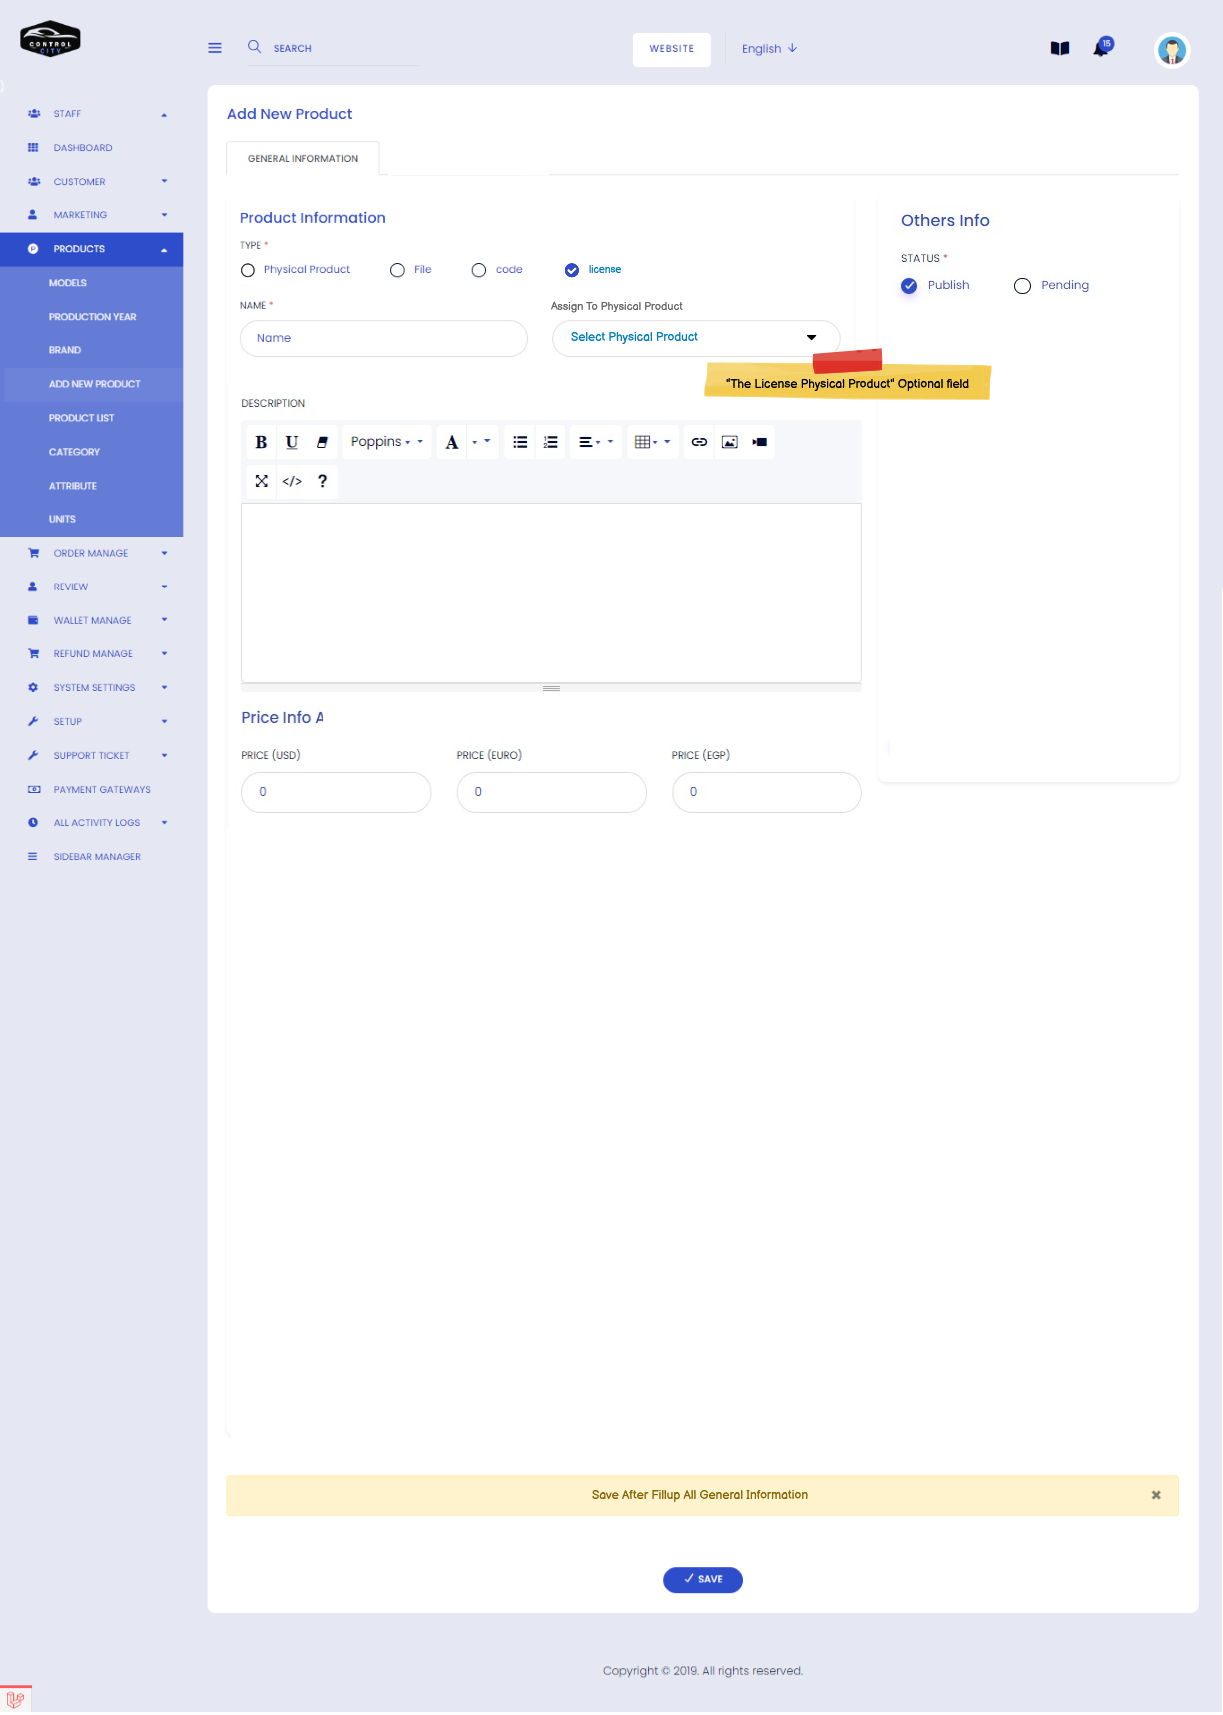 CONTROL
CITY
SEARCH
WEBSITE
English
15
)
STAFF
DASHBOARD
CUSTOMER
MARKETING
PRODUCTS
MODELS
PRODUCTION YEAR
BRAND
ADD NEW PRODUCT
PRODUCT LIST
CATEGORY
ATTRIBUTE
UNITS
ORDER MANAGE
REVIEW
WALLET MANAGE
REFUND MANAGE
SYSTEM SETTINGS
SETUP
SUPPORT TICKET
PAYMENT GATEWAYS
ALL ACTIVITY LOGS
SIDEBAR MANAGER
Add New Product
GENERAL INFORMATION
Product Information
TYPE *
Physical Product File code license
NAME * Assign To Physical Product
Name Select Physical Product
"The License Physical Product" Optional field
DESCRIPTION
B U Poppins A
</> ?
Price Info A
PRICE (USD) PRICE (EURO) PRICE (EGP)
0 0 0
Others Info
STATUS *
Publish Pending
Save After Fillup All General Information
SAVE
Copyright © 2019. All rights reserved.